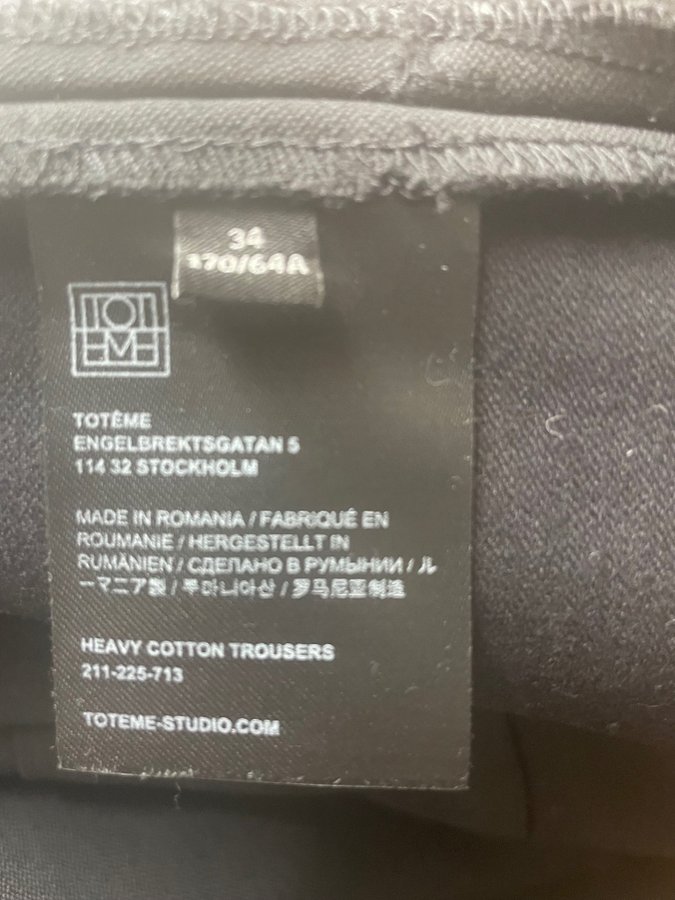 34
170/64A
TOT
EME
TOTÊME
ENGELBREKTSGATAN 5
114 32 STOCKHOLM
MADE IN ROMANIA / FABRIQUÉ EN
ROUMANIE / HERGESTELLT IN
RUMÄNIEN / СДЕЛАНО В РУМЫНИИ / ル
ーマニア製 / 루마니아산 / 罗马尼亚制造
HEAVY COTTON TROUSERS
211-225-713
TOTEME-STUDIO.COM